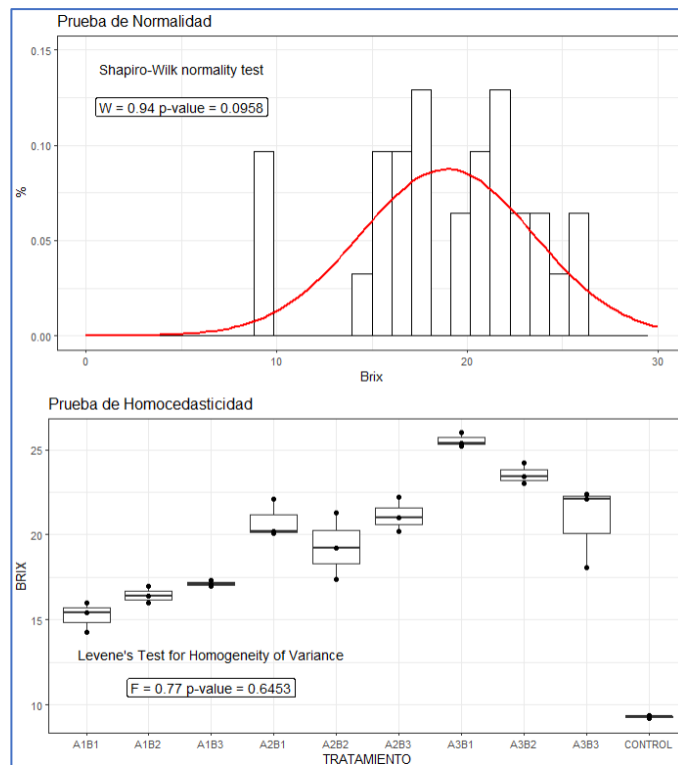 Prueba de Normalidad
0.15
Shapiro-Wilk normality test
W = 0.94 p-value = 0.0958
0.10
%
0.05
0.00
0
10
20
30
Brix
Prueba de Homocedasticidad
25
20
BRIX
15
Levene's Test for Homogeneity of Variance
F = 0.77 p-value = 0.6453
10
A1B1 A1B2 A1B3 A2B1 A2B2 A2B3 A3B1 A3B2 A3B3 CONTROL
TRATAMIENTO